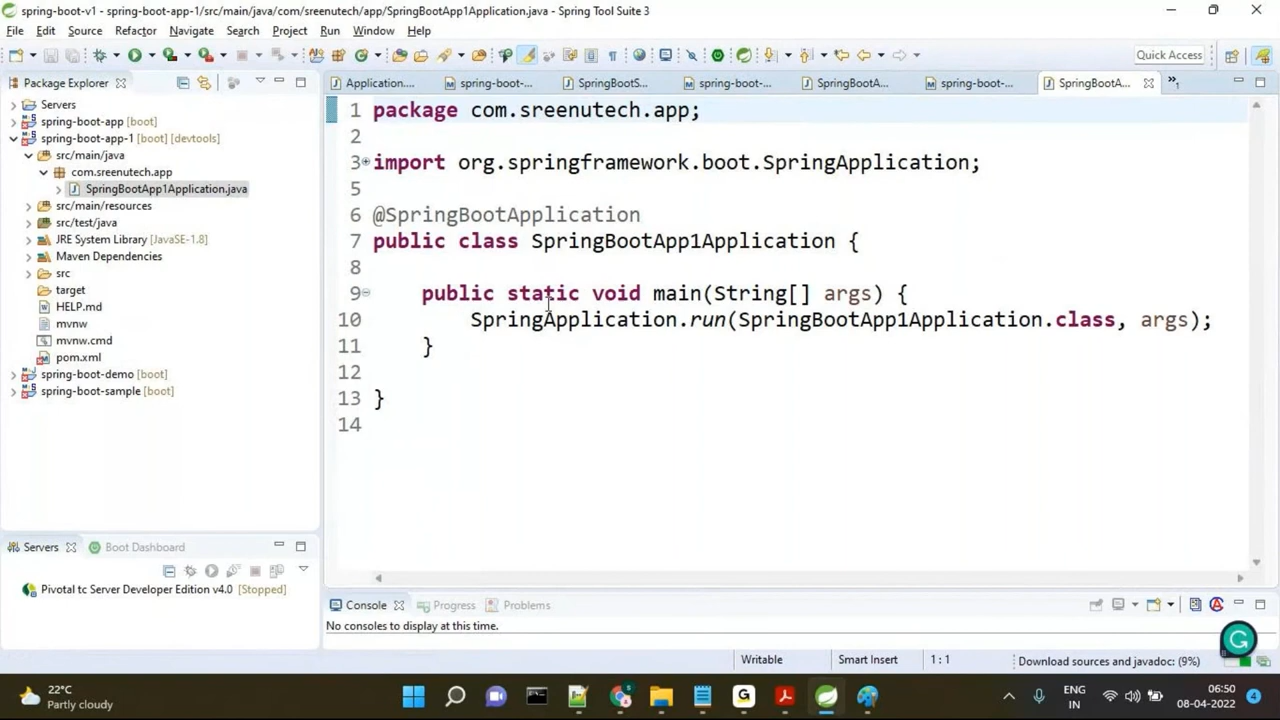 spring-boot-v1 - spring-boot-app-1/src/main/java/com/sreenutech/app/SpringBootApp1Application.java - Spring Tool Suite 3
File Edit Source Refactor Navigate Search Project Run Window Help
Quick Access
Package Explorer
Servers
spring-boot-app [boot]
spring-boot-app-1 [boot] [devtools]
src/main/java
com.sreenutech.app
SpringBootApp1Application.java
src/main/resources
src/test/java
JRE System Library [JavaSE-1.8]
Maven Dependencies
src
target
HELP.md
mvnw
mvnw.cmd
pom.xml
spring-boot-demo [boot]
spring-boot-sample [boot]
Servers Boot Dashboard
Pivotal tc Server Developer Edition v4.0 [Stopped]
Application.... spring-boot-... SpringBootS... spring-boot-... SpringBootA... spring-boot-... SpringBootA... »1
1 package com.sreenutech.app;
2
3 import org.springframework.boot.SpringApplication;
5
6 @SpringBootApplication
7 public class SpringBootApp1Application {
8
9 public static void main(String[] args) {
10 SpringApplication.run(SpringBootApp1Application.class, args);
11 }
12
13 }
14
Console Progress Problems
No consoles to display at this time.
Writable Smart Insert 1 : 1 Download sources and javadoc: (9%)
22°C
Partly cloudy
ENG
IN
06:50
08-04-2022
4